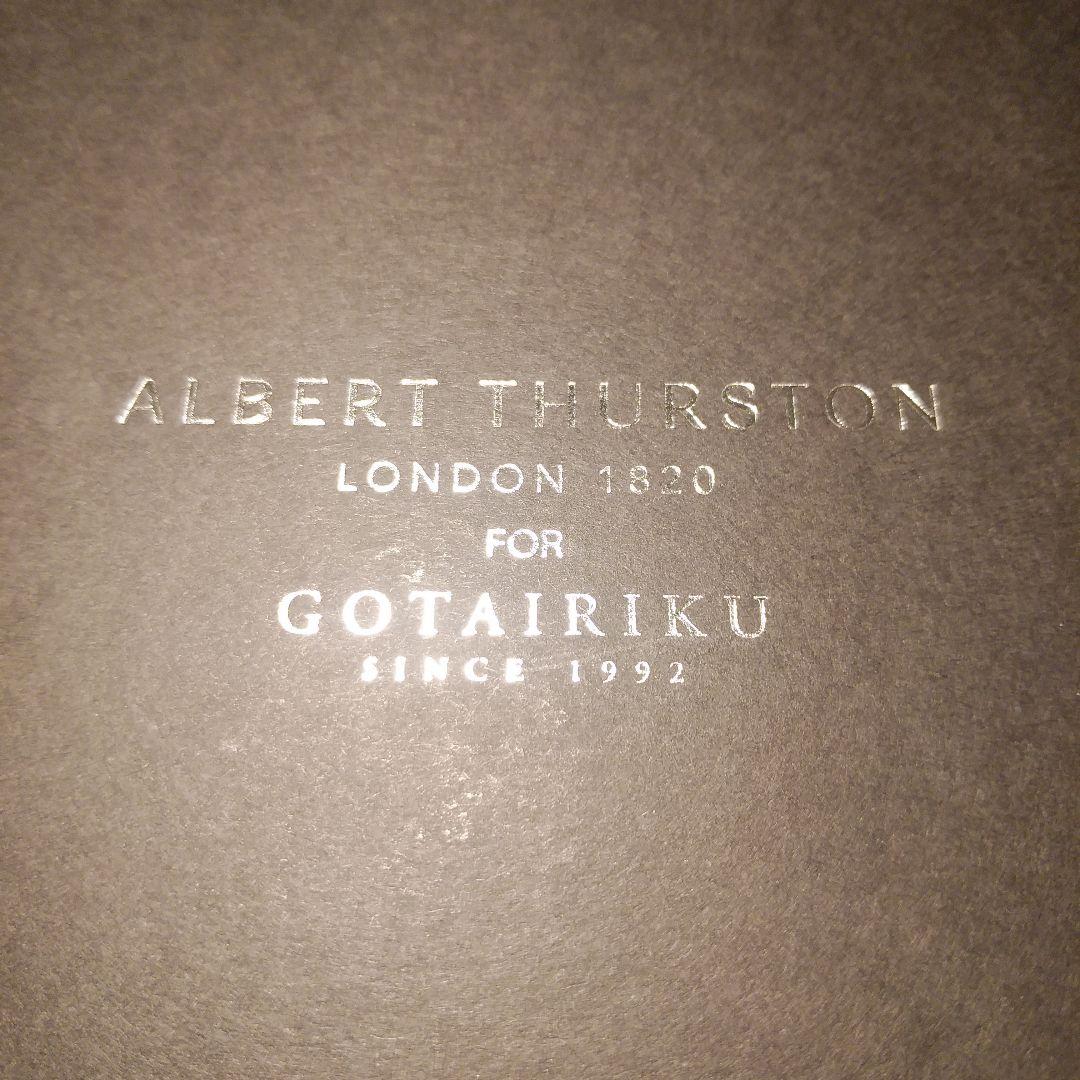 ALBERT THURSTON
LONDON 1820
FOR
GOTAIRIKU
SINCE 1992